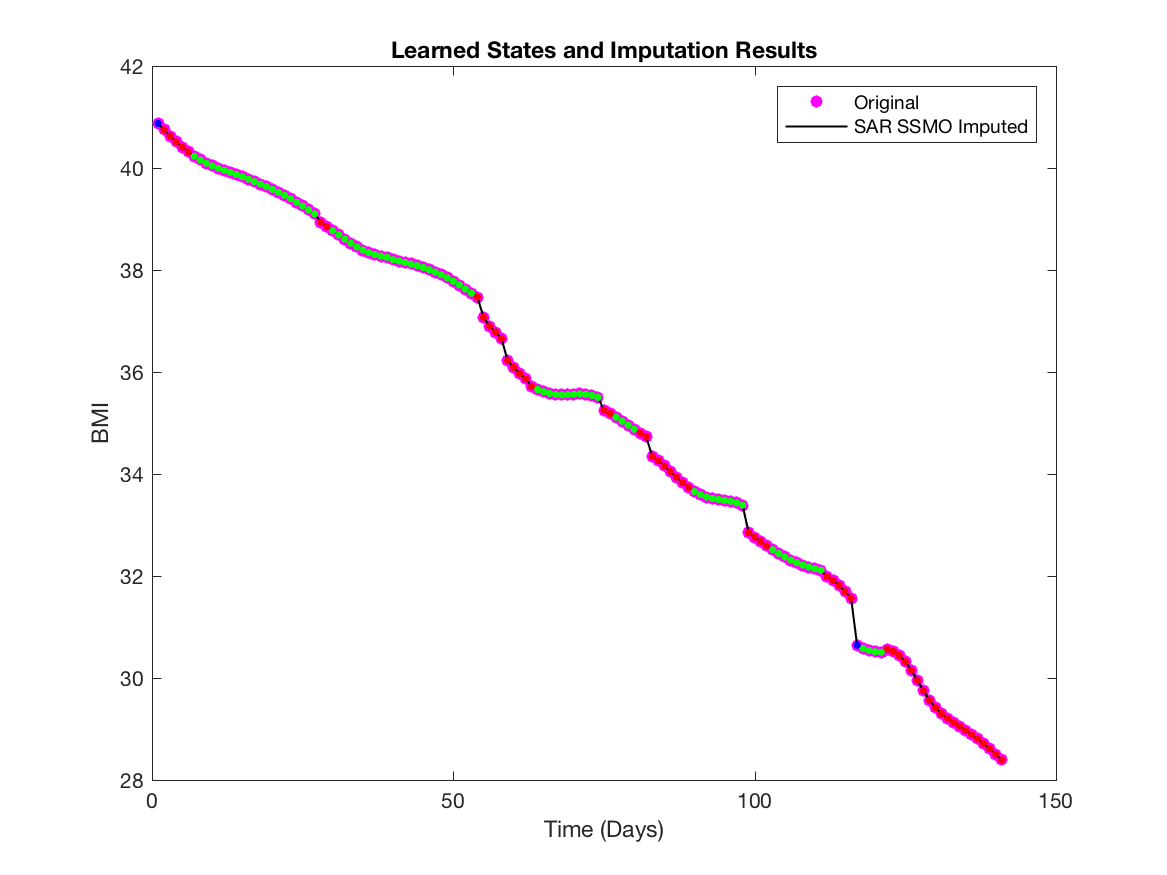 Learned States and Imputation Results
42
40
38
36
34
32
30
28
BMI
Original
SAR SSMO Imputed
0
50
100
150
Time (Days)